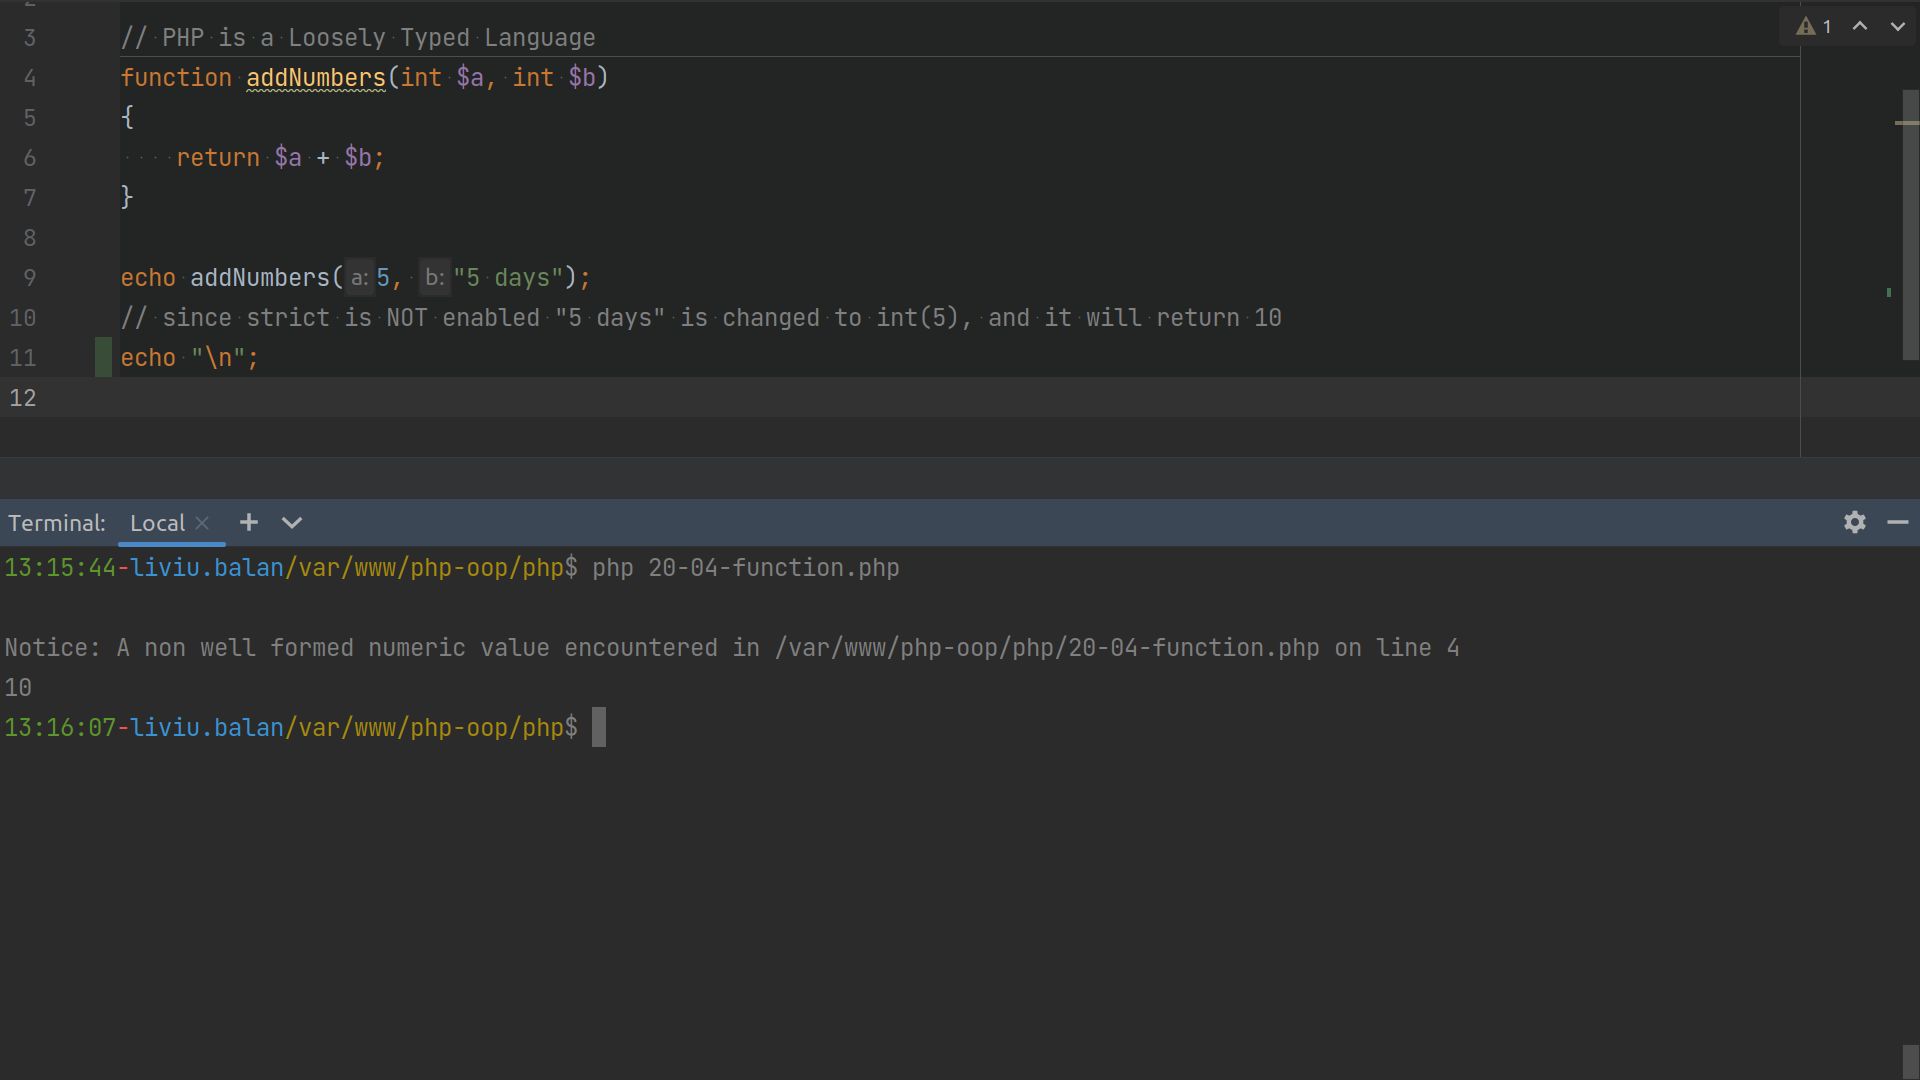 3 // PHP is a Loosely Typed Language
1
4 function addNumbers(int $a, int $b)
5 {
6     return $a + $b;
7 }
8
9 echo addNumbers( a: 5, b: "5 days");
10 // since strict is NOT enabled "5 days" is changed to int(5), and it will return 10
11 echo "\n";
12
Terminal: Local
13:15:44-liviu.balan/var/www/php-oop/php$ php 20-04-function.php
Notice: A non well formed numeric value encountered in /var/www/php-oop/php/20-04-function.php on line 4
10
13:16:07-liviu.balan/var/www/php-oop/php$